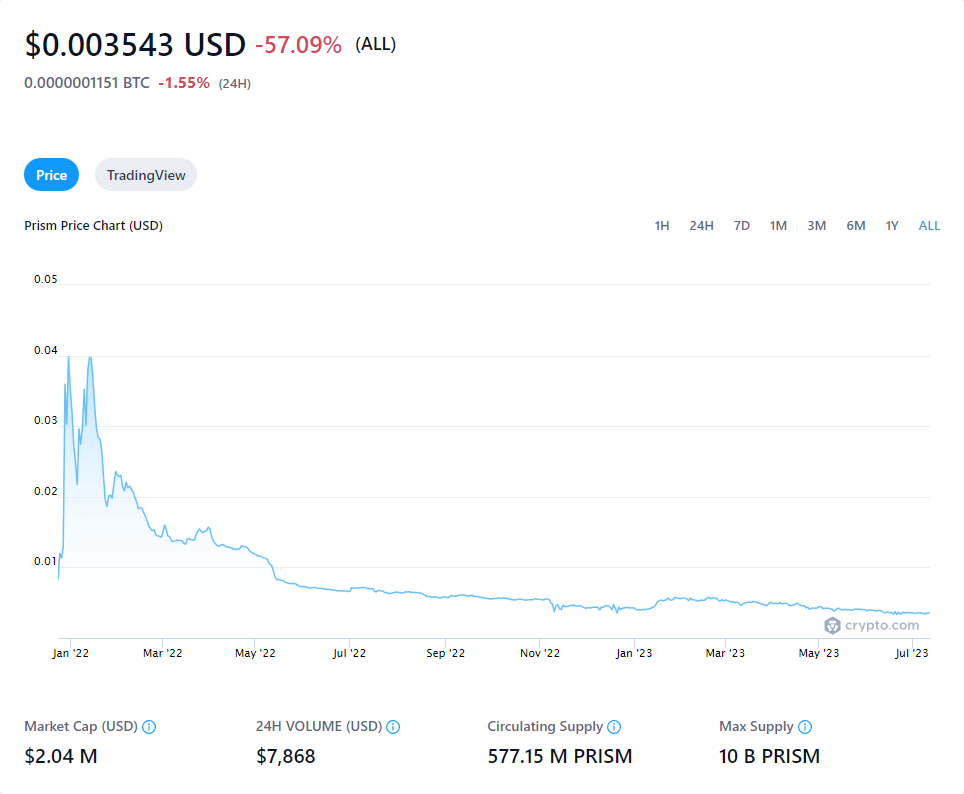 $0.003543 USD -57.09% (ALL)
0.0000001151 BTC -1.55% (24H)
Price TradingView
Prism Price Chart (USD) 1H 24H 7D 1M 3M 6M 1Y ALL
0.05
0.04
0.03
0.02
0.01
crypto.com
Jan '22 Mar '22 May '22 Jul '22 Sep '22 Nov '22 Jan '23 Mar '23 May '23 Jul '23
Market Cap (USD) 24H VOLUME (USD) Circulating Supply Max Supply
$2.04 M $7,868 577.15 M PRISM 10 B PRISM